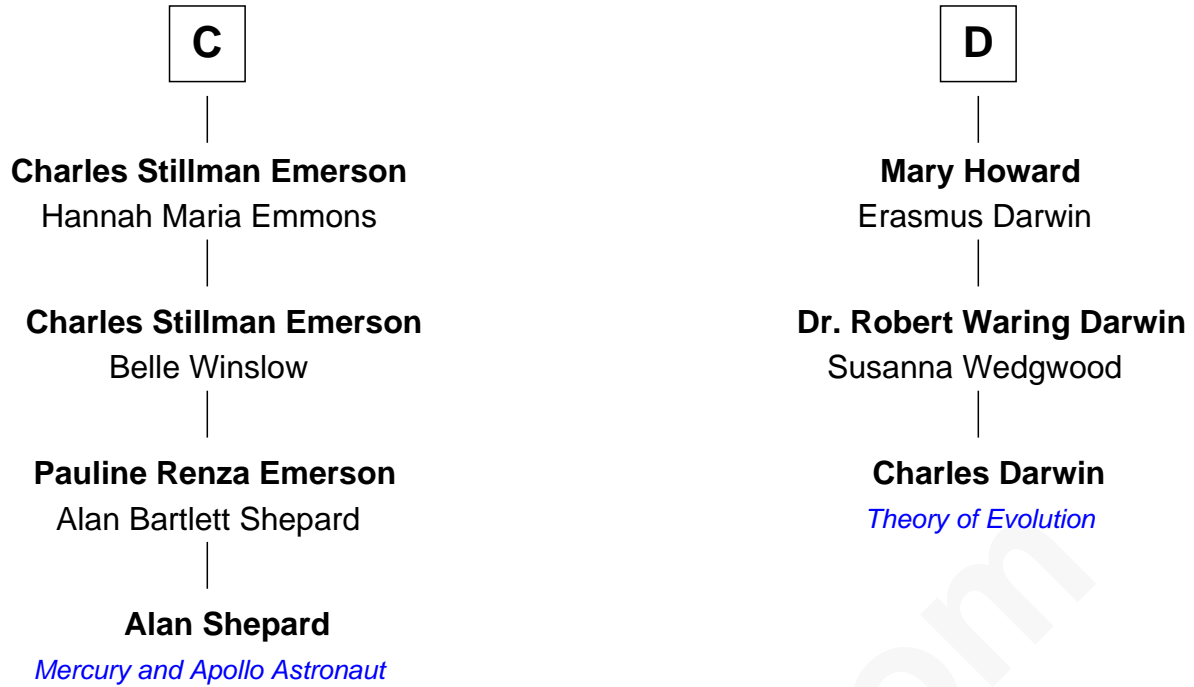 C
Charles Stillman Emerson
Hannah Maria Emmons
Charles Stillman Emerson
Belle Winslow
Pauline Renza Emerson
Alan Bartlett Shepard
Alan Shepard
Mercury and Apollo Astronaut
D
Mary Howard
Erasmus Darwin
Dr. Robert Waring Darwin
Susanna Wedgwood
Charles Darwin
Theory of Evolution
om